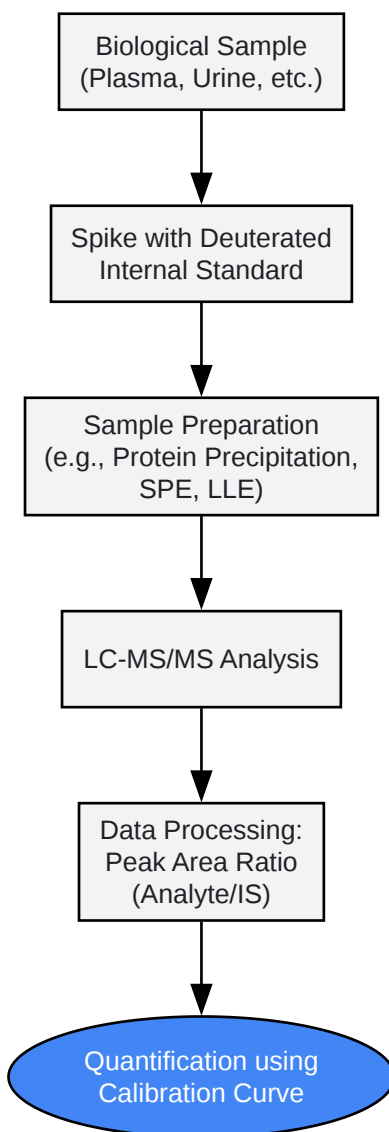 Biological Sample
(Plasma, Urine, etc.)
Spike with Deuterated
Internal Standard
Sample Preparation
(e.g., Protein Precipitation,
SPE, LLE)
LC-MS/MS Analysis
Data Processing:
Peak Area Ratio
(Analyte/IS)
Quantification using
Calibration Curve